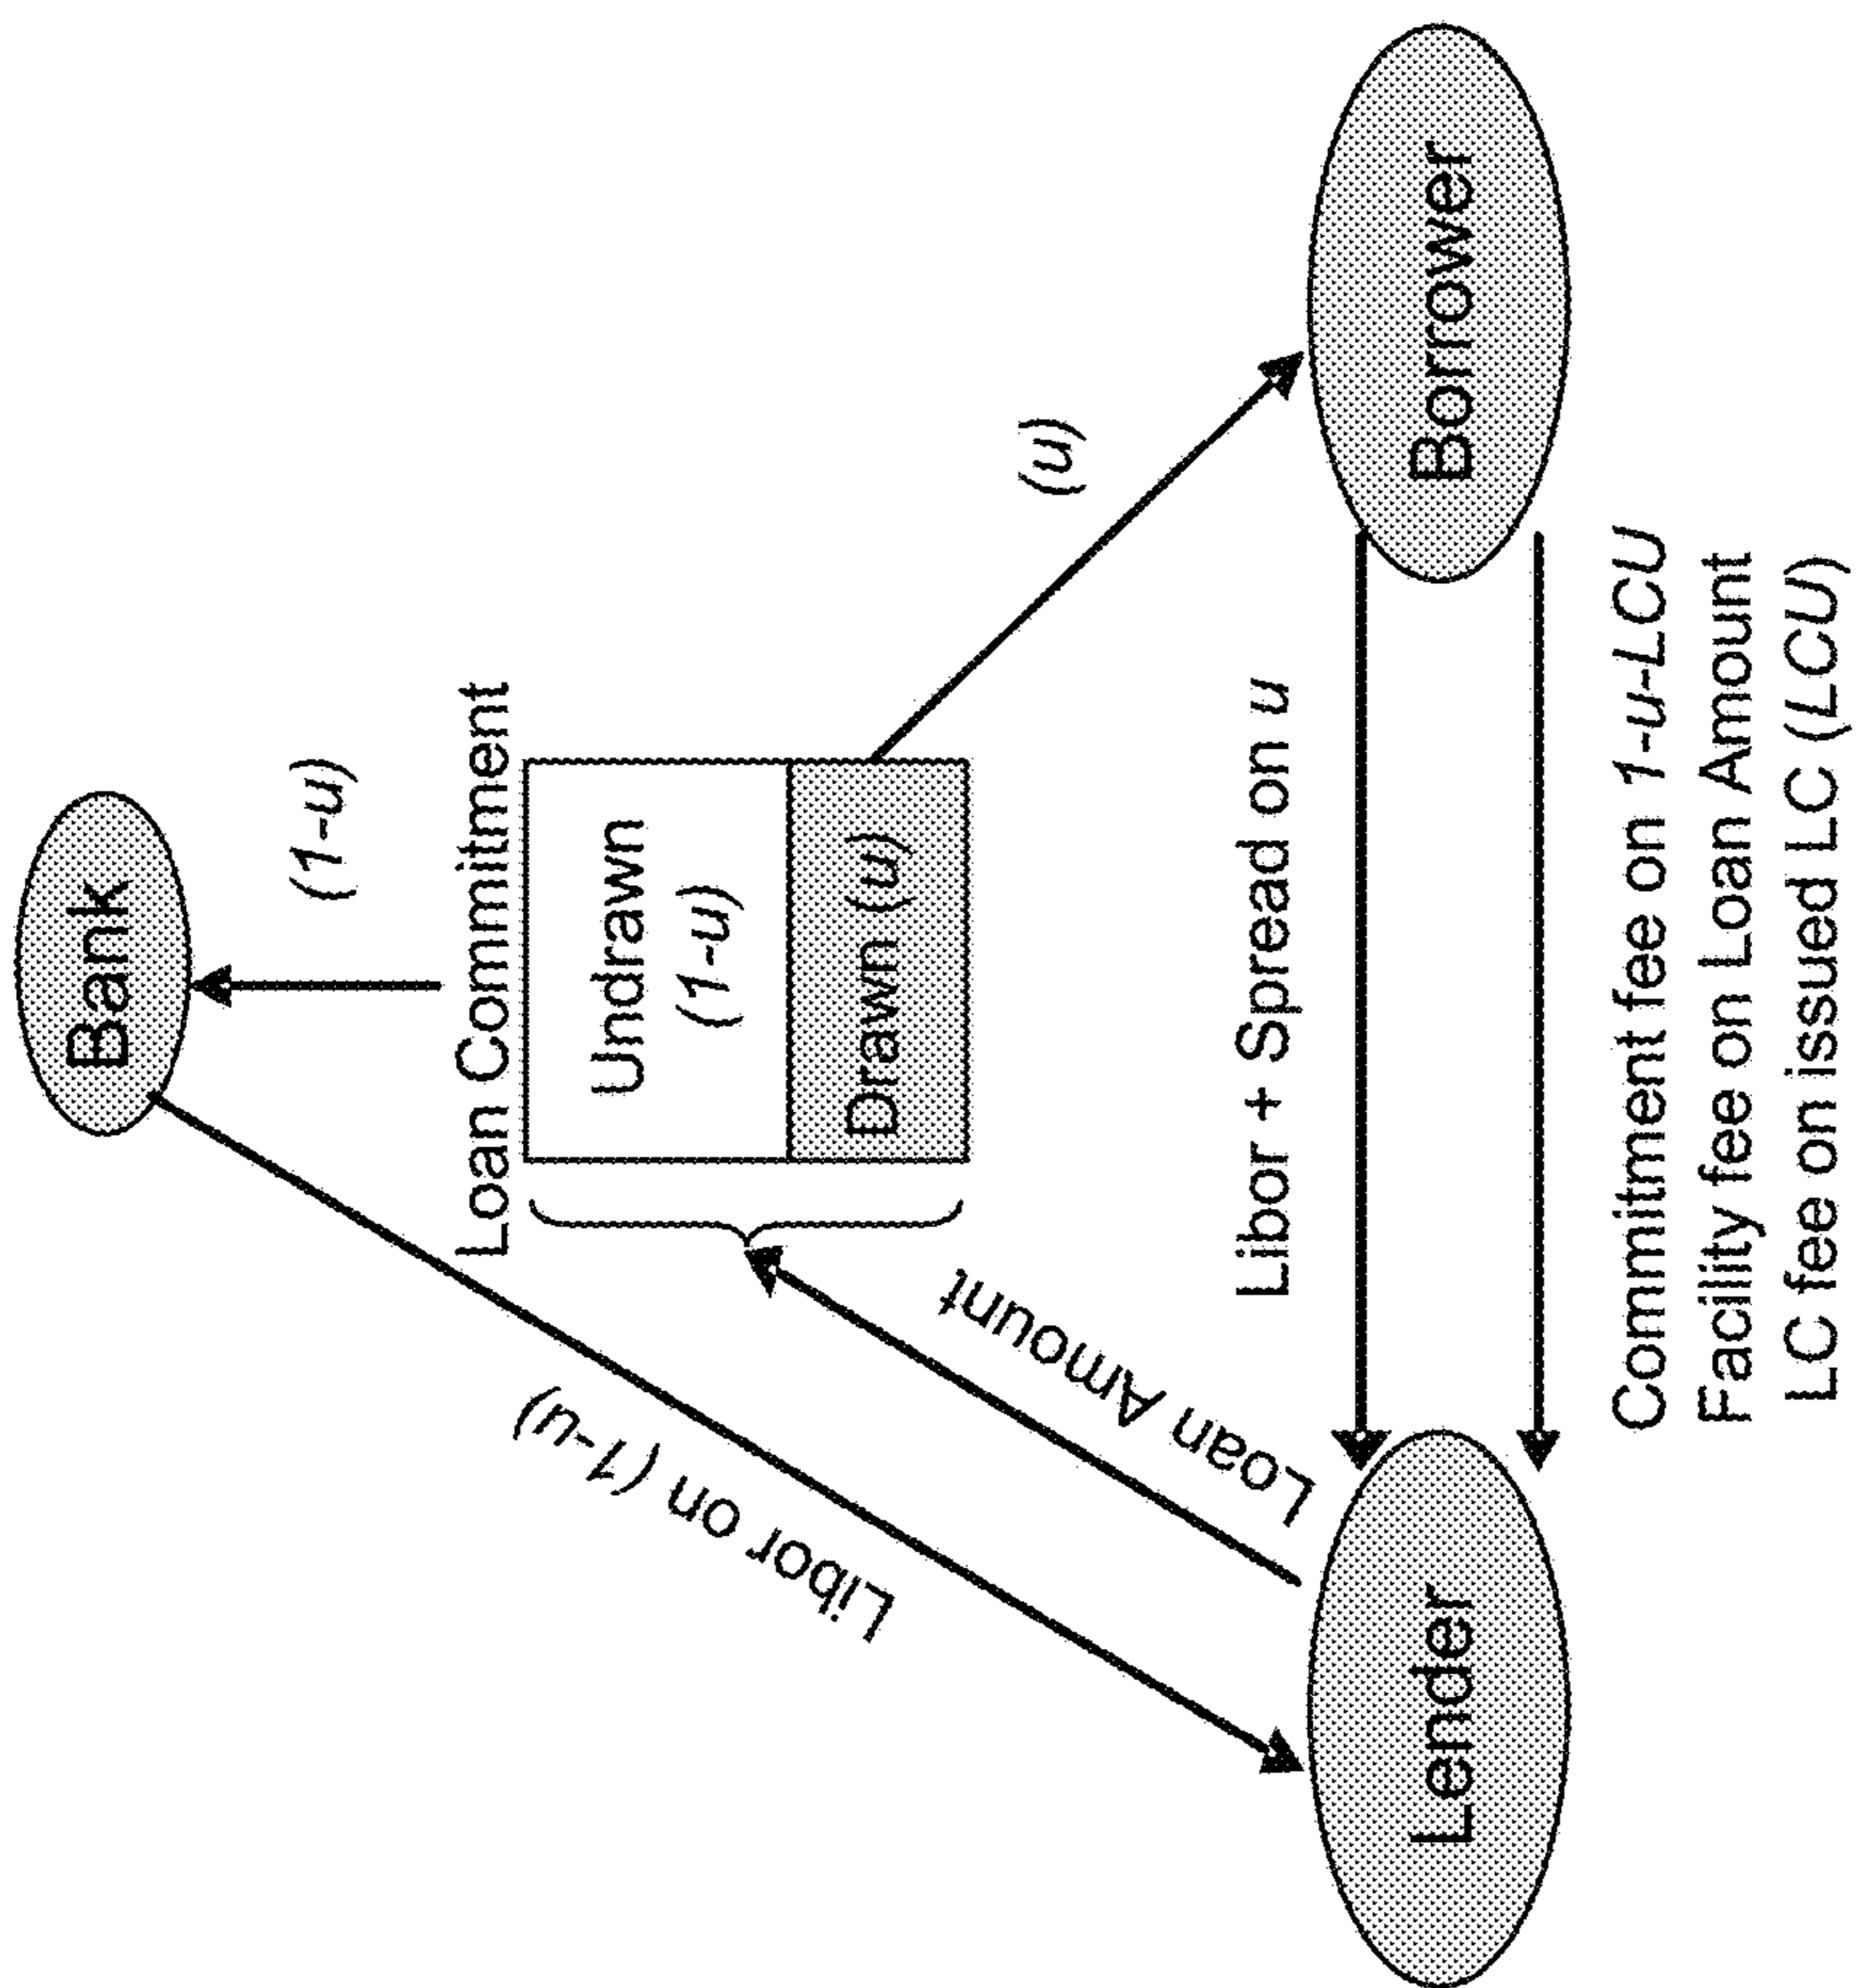 Bank
(1-u)
Loan Commitment
Undrawn
(1-u)
Drawn (u)
Libor on (1-u)
Loan Amount
(u)
Libor + Spread on u
Lender
Borrower
Commitment fee on 1-u-LCU
Facility fee on Loan Amount
LC fee on issued LC (LCU)